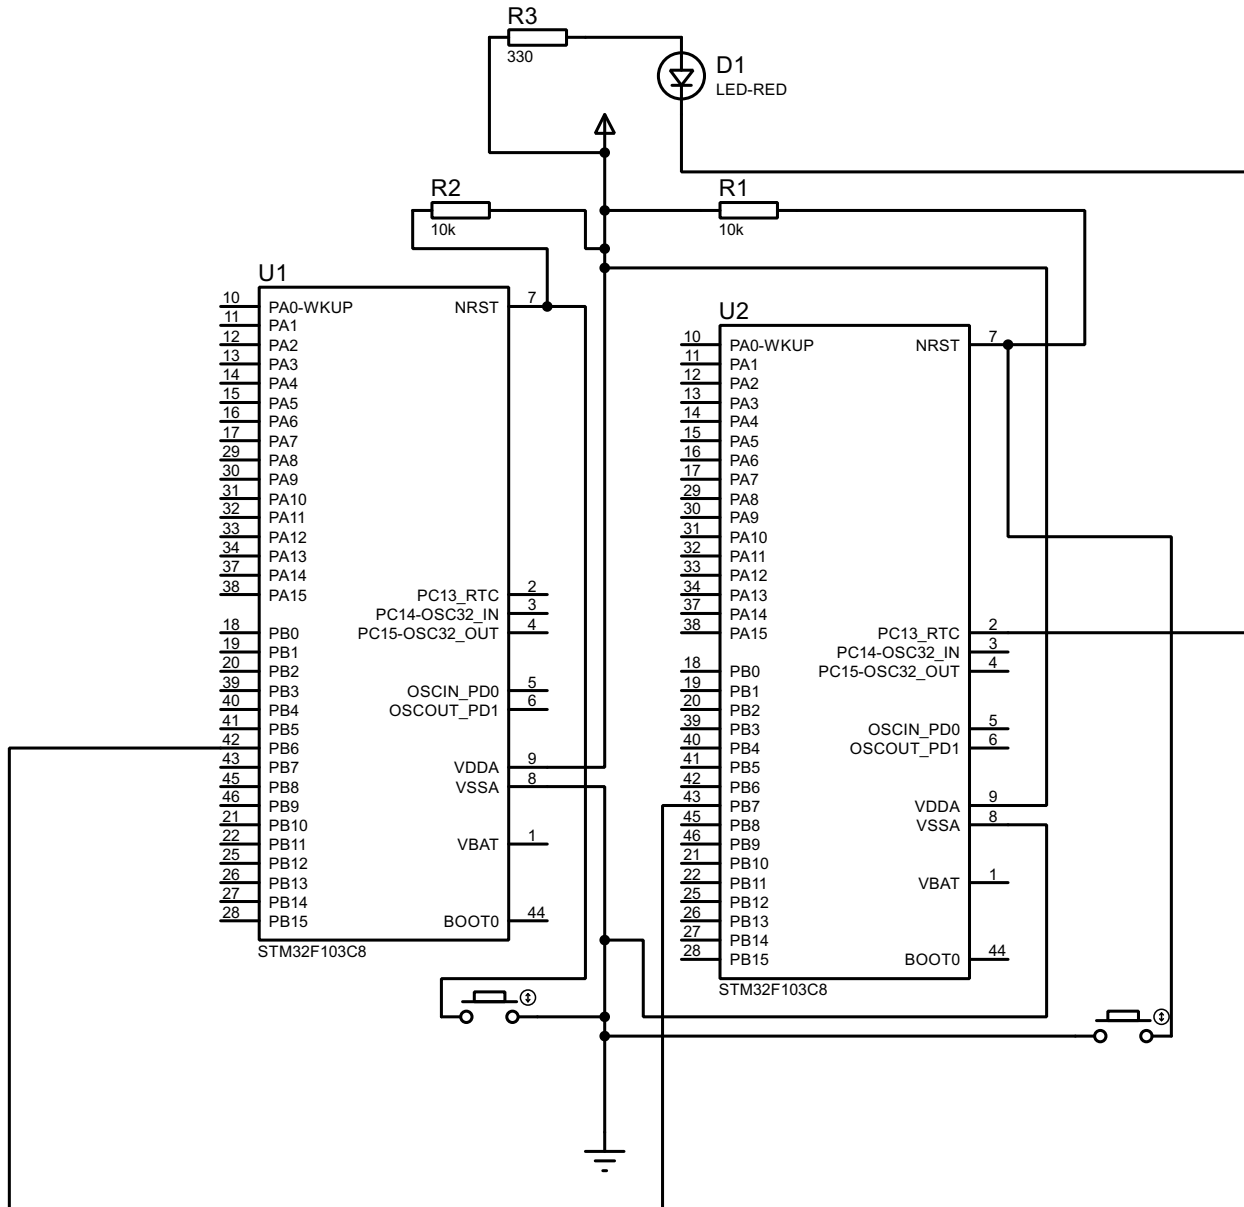 R3
330
D1
LED-RED
R2
10k
R1
10k
U1
10 PA0-WKUP NRST 7
11 PA1
12 PA2
13 PA3
14 PA4
15 PA5
16 PA6
17 PA7
29 PA8
30 PA9
31 PA10
32 PA11
33 PA12
34 PA13
37 PA14
38 PA15 PC13_RTC 2
PC14-OSC32_IN 3
18 PB0 PC15-OSC32_OUT 4
19 PB1
20 PB2
39 PB3 OSCIN_PD0 5
40 PB4 OSCOUT_PD1 6
41 PB5
42 PB6
43 PB7 VDDA 9
45 PB8 VSSA 8
46 PB9
21 PB10
22 PB11 VBAT 1
25 PB12
26 PB13
27 PB14
28 PB15 BOOT0 44
STM32F103C8
U2
10 PA0-WKUP NRST 7
11 PA1
12 PA2
13 PA3
14 PA4
15 PA5
16 PA6
17 PA7
29 PA8
30 PA9
31 PA10
32 PA11
33 PA12
34 PA13
37 PA14
38 PA15 PC13_RTC 2
PC14-OSC32_IN 3
18 PB0 PC15-OSC32_OUT 4
19 PB1
20 PB2
39 PB3 OSCIN_PD0 5
40 PB4 OSCOUT_PD1 6
41 PB5
42 PB6
43 PB7 VDDA 9
45 PB8 VSSA 8
46 PB9
21 PB10
22 PB11 VBAT 1
25 PB12
26 PB13
27 PB14
28 PB15 BOOT0 44
STM32F103C8